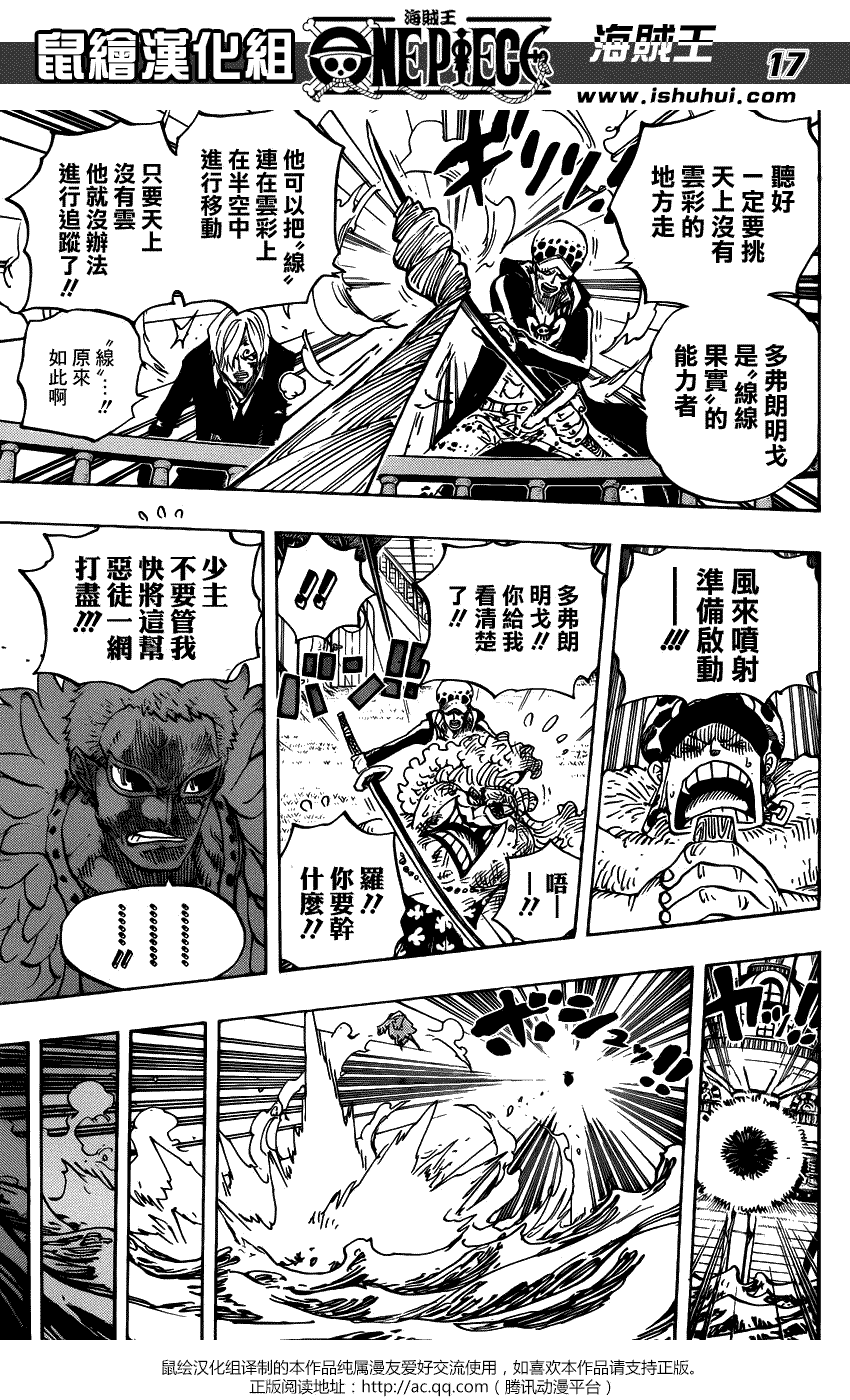 鼠繪漢化組
海賊王
ONE PIECE
海賊王
17
www.ishuhui.com
聽好
一定要挑
天上沒有
雲彩的
地方走
多弗朗明戈
是〝線線
果實〞的
能力者
他可以把〝線〞
連在雲彩上
在半空中
進行移動
只要天上
沒有雲
他就沒辦法
進行追蹤了!!
〝線〞…!!
原來
如此啊
風來噴射
準備啟動
——!!!
多弗朗
明戈!!
你給我
看清楚
了!!
!!
唔
——!!
羅!!
你要幹
什麼!!
少主
不要管我
快將這幫
惡徒一網
打盡!!!
………
………!!
鼠绘汉化组译制的本作品纯属漫友爱好交流使用，如喜欢本作品请支持正版。
正版阅读地址：http://ac.qq.com（腾讯动漫平台）